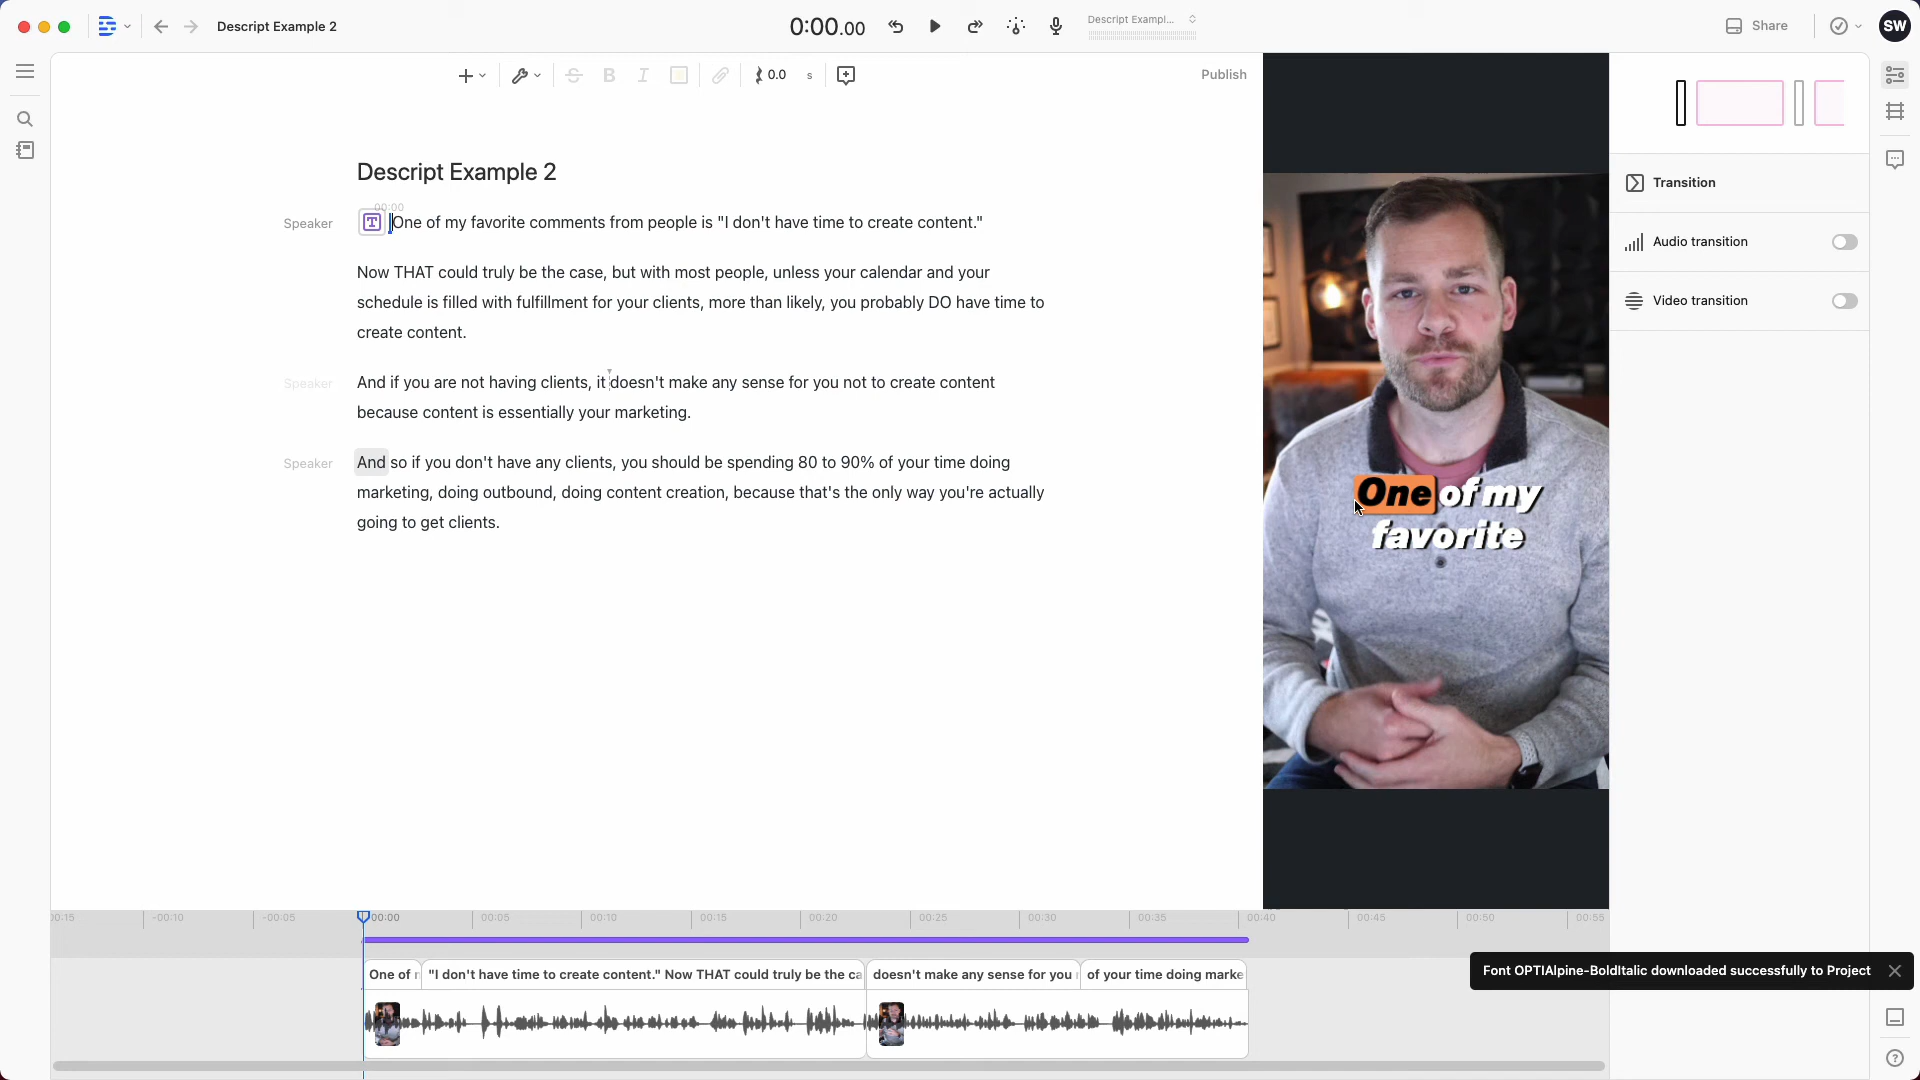 Descript Example 2
0:00.00
Descript Exampl...
Share
SW
0.0 s
Publish
Descript Example 2
00:00
Speaker
One of my favorite comments from people is "I don't have time to create content."
Now THAT could truly be the case, but with most people, unless your calendar and your
schedule is filled with fulfillment for your clients, more than likely, you probably DO have time to
create content.
Speaker
And if you are not having clients, it doesn't make any sense for you not to create content
because content is essentially your marketing.
Speaker
And so if you don't have any clients, you should be spending 80 to 90% of your time doing
marketing, doing outbound, doing content creation, because that's the only way you're actually
going to get clients.
One of my
favorite
Transition
Audio transition
Video transition
00:15 -00:10 -00:05 00:00 00:05 00:10 00:15 00:20 00:25 00:30 00:35 00:40 00:45 00:50 00:55
One of "I don't have time to create content." Now THAT could truly be the ca doesn't make any sense for you of your time doing marke
Font OPTIAlpine-BoldItalic downloaded successfully to Project